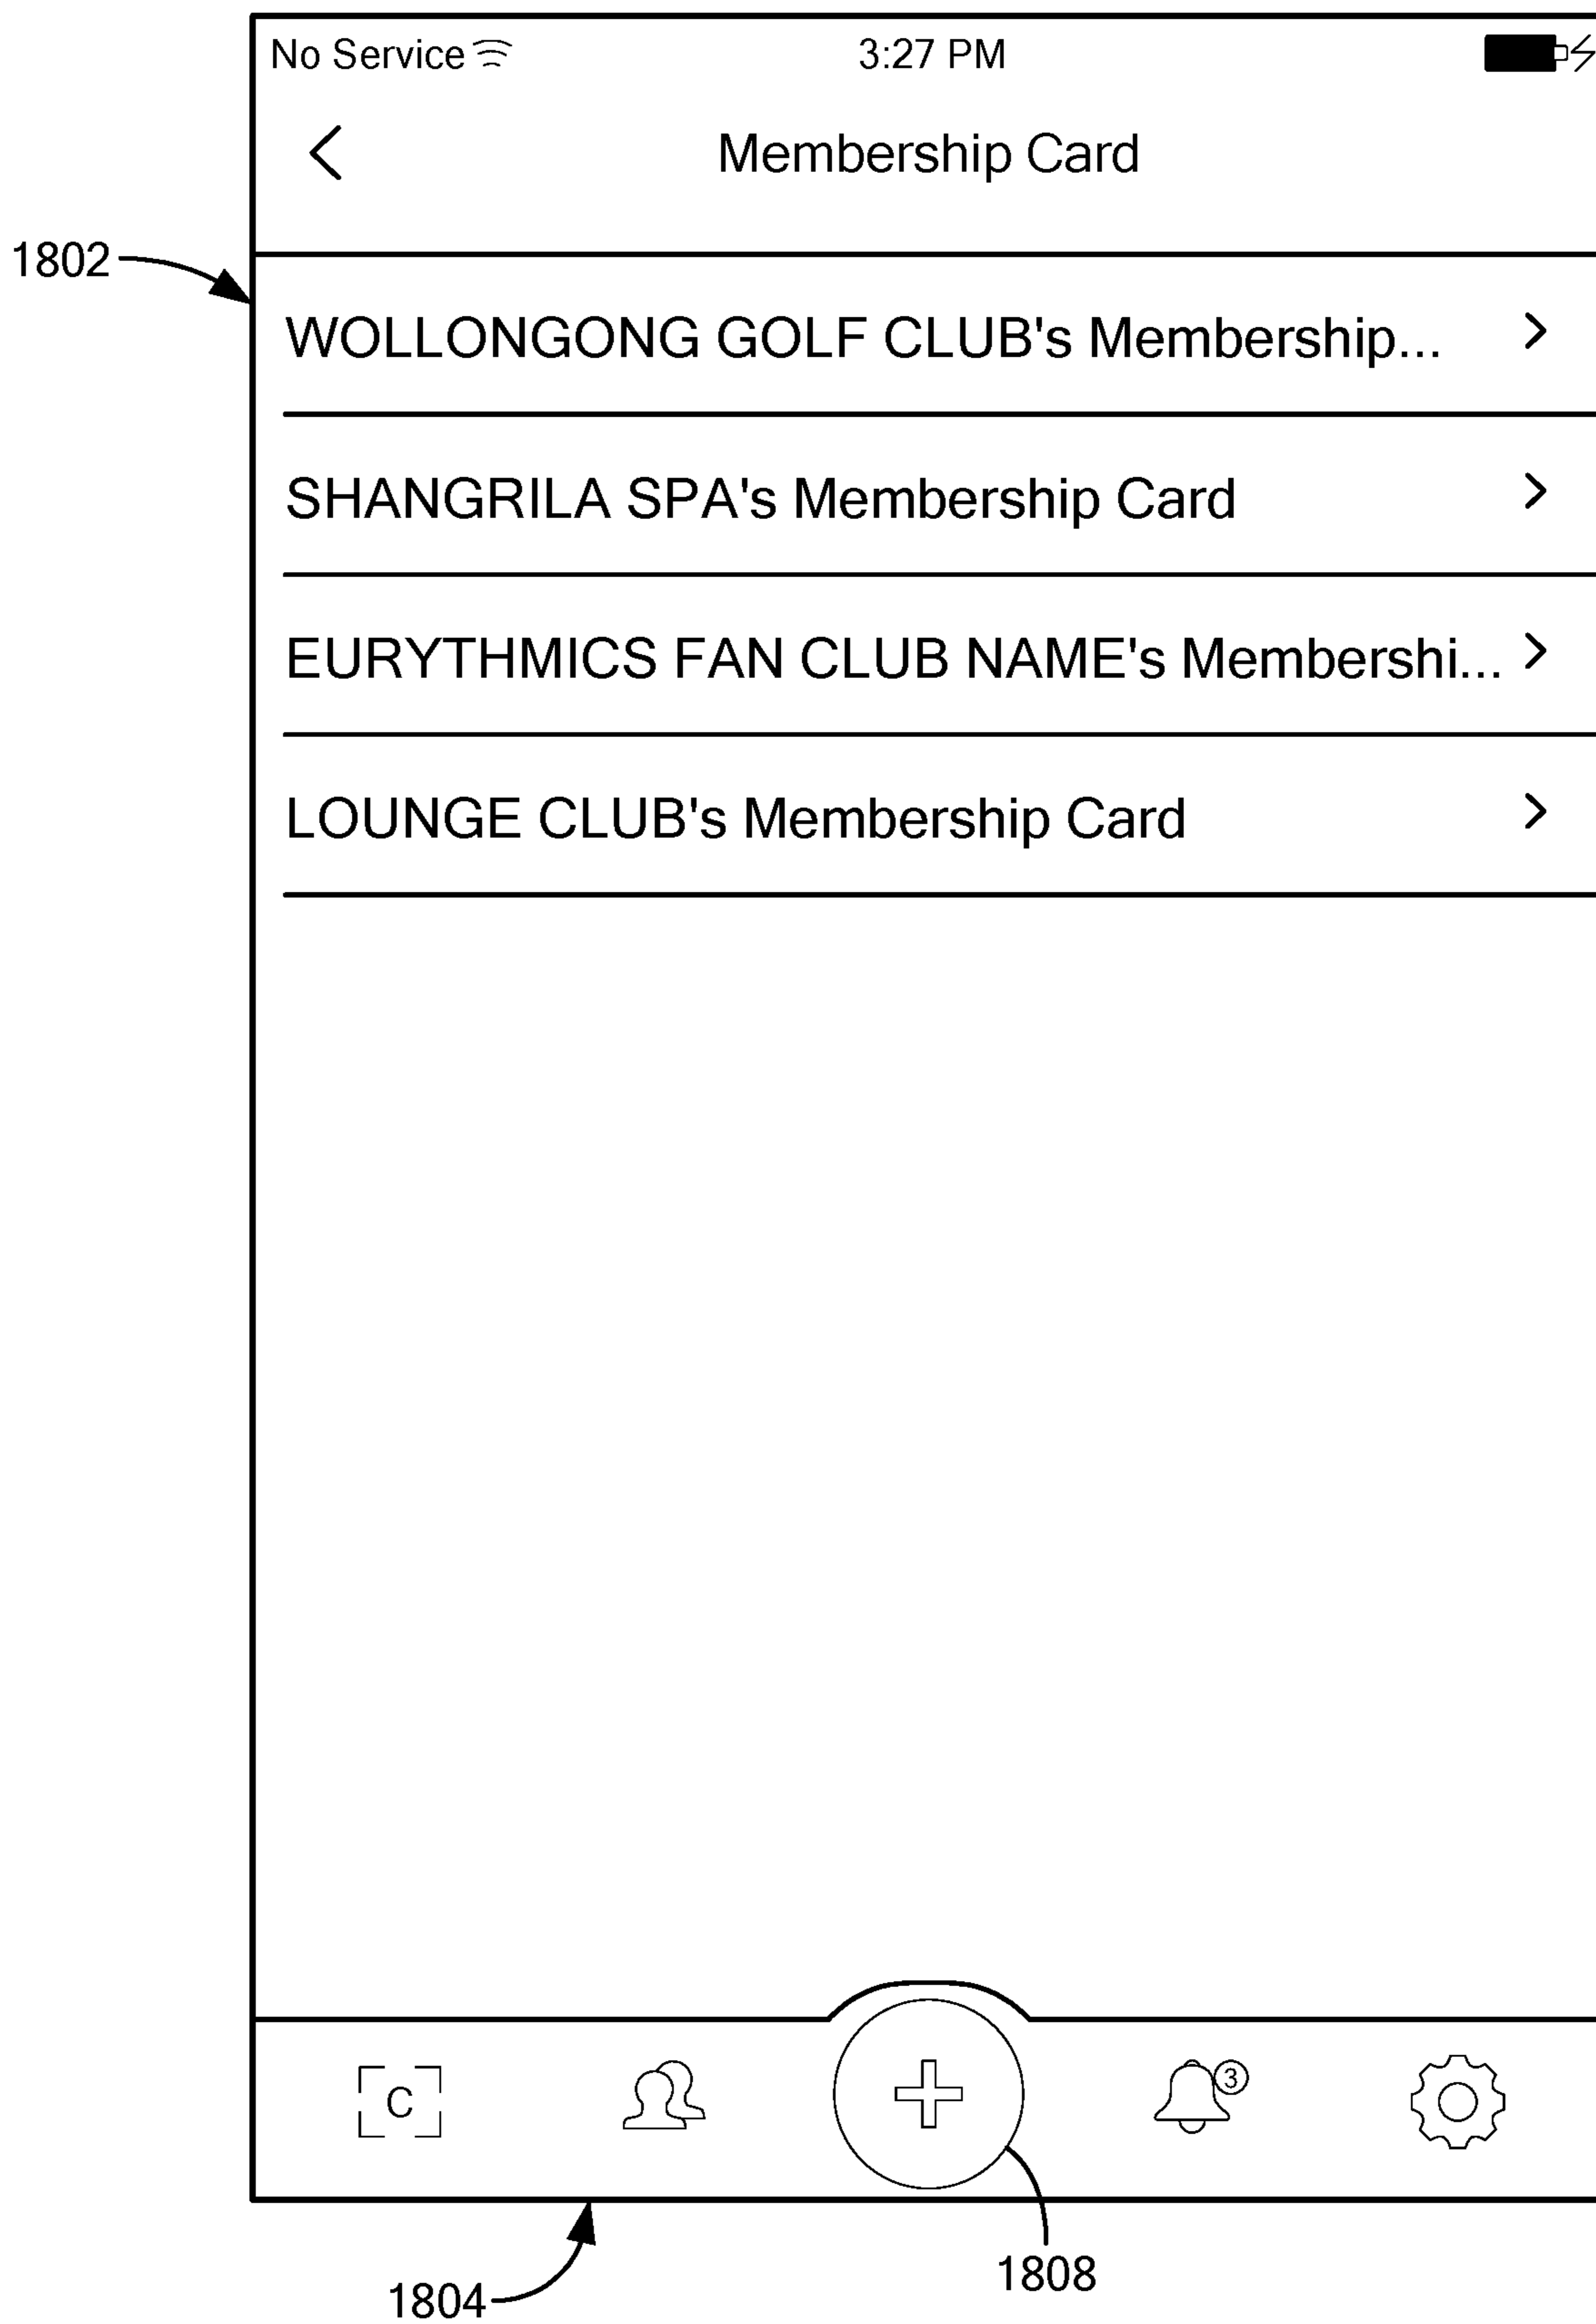 No Service 3:27 PM
Membership Card
1802
WOLLONGONG GOLF CLUB's Membership...
SHANGRILA SPA's Membership Card
EURYTHMICS FAN CLUB NAME's Membershi...
LOUNGE CLUB's Membership Card
C 3
1804 1808